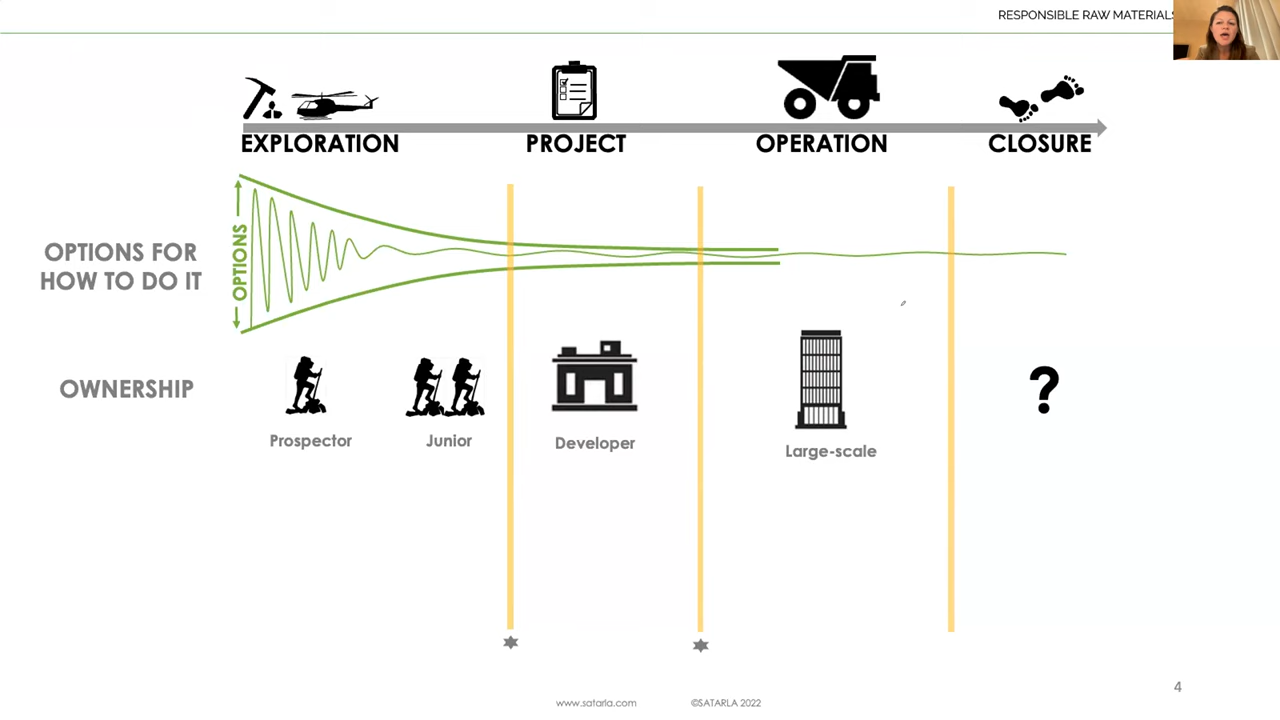 RESPONSIBLE RAW MATERIALS
EXPLORATION
PROJECT
OPERATION
CLOSURE
OPTIONS FOR
HOW TO DO IT
OPTIONS
OWNERSHIP
?
Prospector
Junior
Developer
Large-scale
4
www.satarla.com
©SATARLA 2022